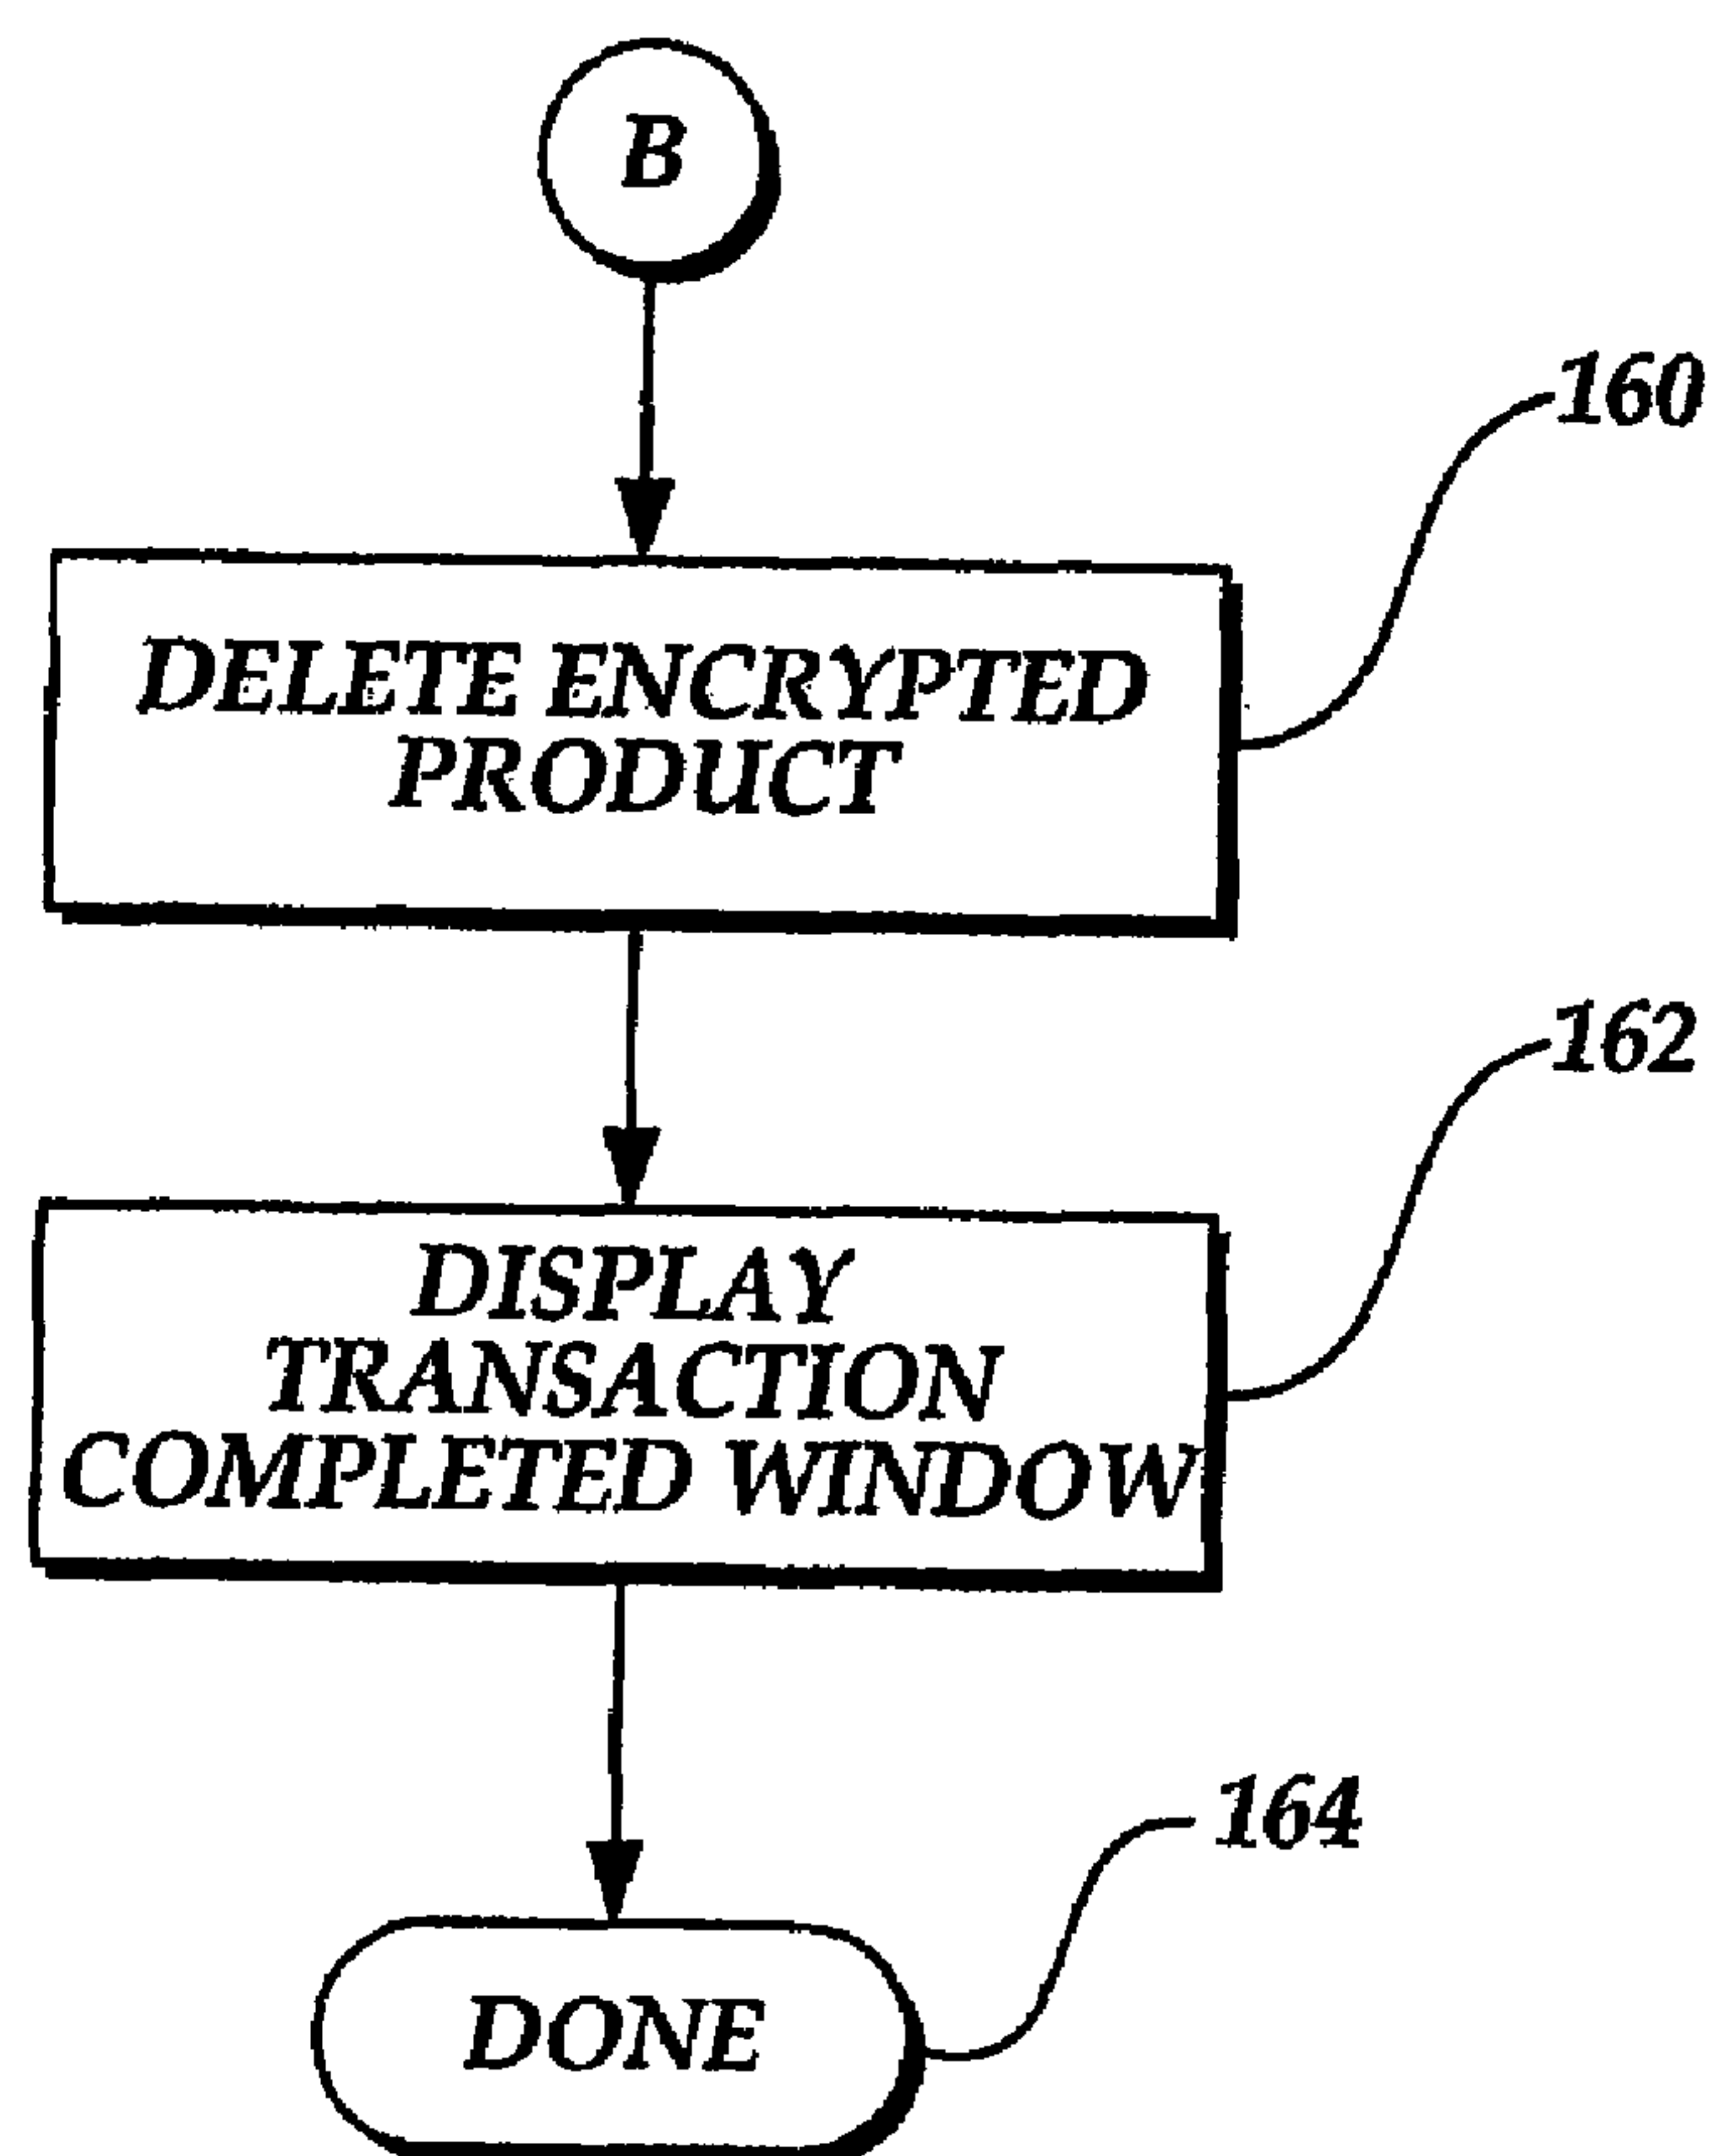 B
160
DELETE ENCRYPTED
PRODUCT
162
DISPLAY
TRANSACTION
COMPLETED WINDOW
164
DONE